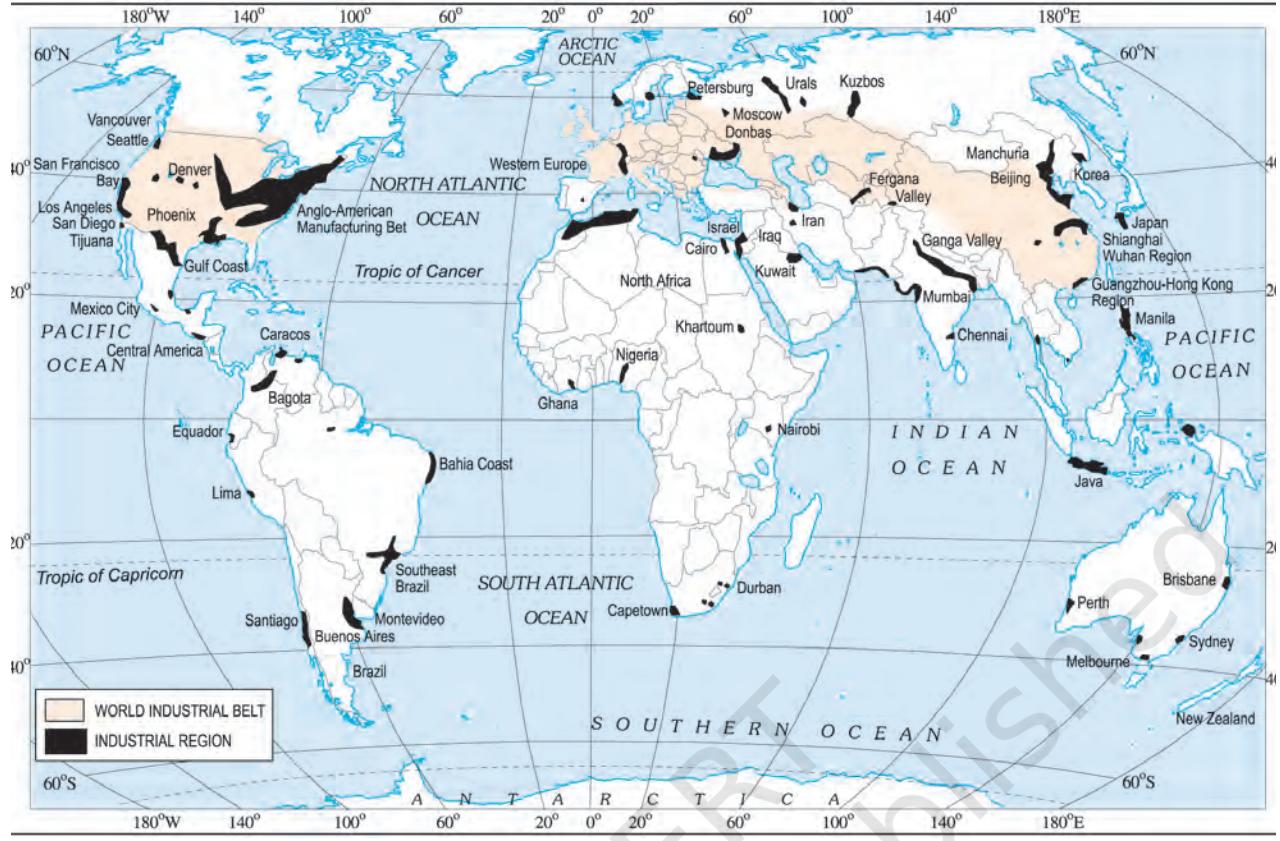 180°W 140° 100° 60° 20° 0° 20° 60° 100° 140° 180°E
ARCTIC
OCEAN
60°N
60°N
Petersburg
Urals
Kuzbos
Vancouver
Seattle
Moscow
Donbas
San Francisco
Bay
Denver
40°
Western Europe
Manchuria
Beijing
Korea
40°
NORTH ATLANTIC
OCEAN
Fergana
Valley
Los Angeles
San Diego
Tijuana
Phoenix
Anglo-American
Manufacturing Bet
Iran
Japan
Israel
Iraq
Cairo
Kuwait
Ganga Valley
Shianghai
Wuhan Region
Gulf Coast
Tropic of Cancer
North Africa
Mumbai
Guangzhou-Hong Kong
Region
20°
20°
Mexico City
PACIFIC
OCEAN
Central America
Caracos
Khartoum
Chennai
Manila
PACIFIC
OCEAN
Nigeria
Bagota
Ghana
Equador
Nairobi
INDIAN
OCEAN
Bahia Coast
Lima
Java
20°
20
Tropic of Capricorn
Southeast
Brazil
SOUTH ATLANTIC
OCEAN
Durban
Capetown
Brisbane
Perth
Santiago
Montevideo
Buenos Aires
Brazil
Sydney
Melbourne
40°
40
New Zealand
WORLD INDUSTRIAL BELT
INDUSTRIAL REGION
SOUTHERN OCEAN
60°S
60°S
ANTARCTICA
180°W 140° 100° 60° 20° 0° 20° 60° 100° 140° 180°E